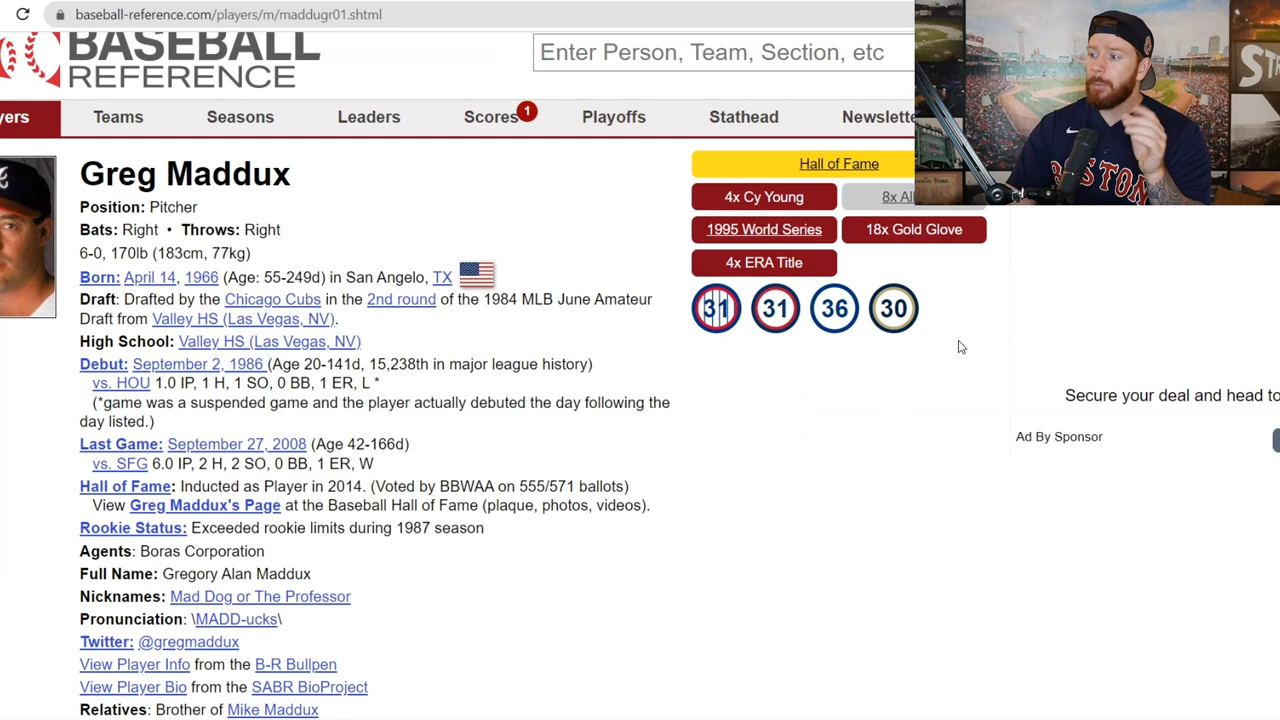 baseball-reference.com/players/m/maddugr01.shtml
BASEBALL
REFERENCE
Enter Person, Team, Section, etc
Teams
Seasons
Leaders
Scores 1
Playoffs
Stathead
Greg Maddux
Position: Pitcher
Bats: Right • Throws: Right
6-0, 170lb (183cm, 77kg)
Born: April 14, 1966 (Age: 55-249d) in San Angelo, TX
Draft: Drafted by the Chicago Cubs in the 2nd round of the 1984 MLB June Amateur
Draft from Valley HS (Las Vegas, NV).
High School: Valley HS (Las Vegas, NV)
Debut: September 2, 1986 (Age 20-141d, 15,238th in major league history)
vs. HOU 1.0 IP, 1 H, 1 SO, 0 BB, 1 ER, L *
(*game was a suspended game and the player actually debuted the day following the
day listed.)
Last Game: September 27, 2008 (Age 42-166d)
vs. SFG 6.0 IP, 2 H, 2 SO, 0 BB, 1 ER, W
Hall of Fame: Inducted as Player in 2014. (Voted by BBWAA on 555/571 ballots)
View Greg Maddux's Page at the Baseball Hall of Fame (plaque, photos, videos).
Rookie Status: Exceeded rookie limits during 1987 season
Agents: Boras Corporation
Full Name: Gregory Alan Maddux
Nicknames: Mad Dog or The Professor
Pronunciation: \MADD-ucks\
Twitter: @gregmaddux
View Player Info from the B-R Bullpen
View Player Bio from the SABR BioProject
Relatives: Brother of Mike Maddux
Hall of Fame
4x Cy Young
8x
1995 World Series
18x Gold Glove
4x ERA Title
31 31 36 30
Secure your deal and head to
Ad By Sponsor
BOSTON